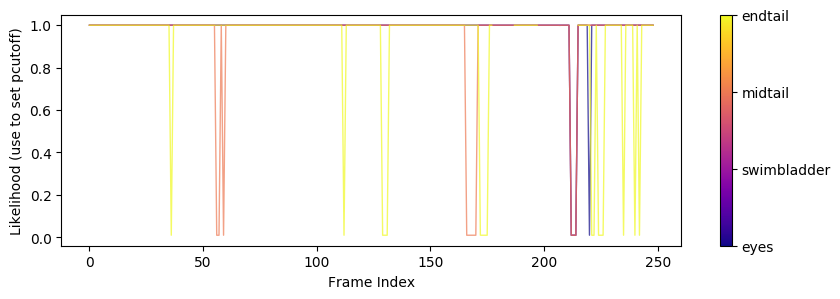 Likelihood (use to set pcutoff)
1.0
0.8
0.6
0.4
0.2
0.0
0
50
100
150
200
250
Frame Index
endtail
midtail
swimbladder
eyes